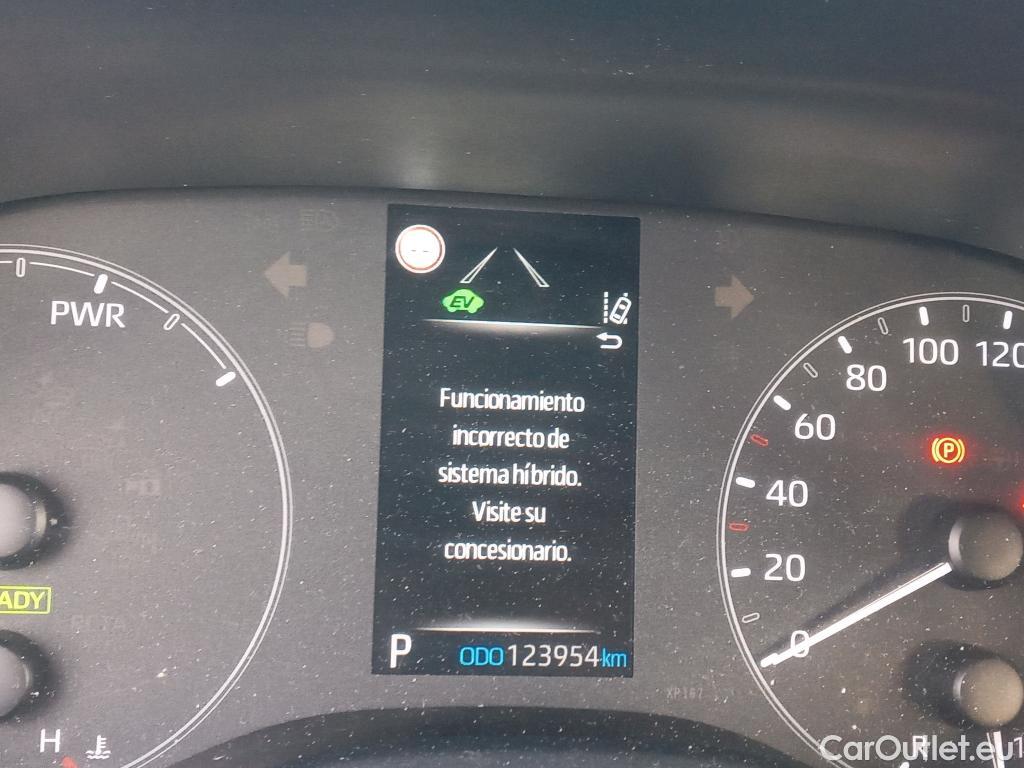 PWR
EV
Funcionamiento
incorrecto de
sistema híbrido.
Visite su
concesionario.
P
ODO 123954 km
ADY
H
0
20
40
60
80
100
120
P
XP187
CarOutlet.eu